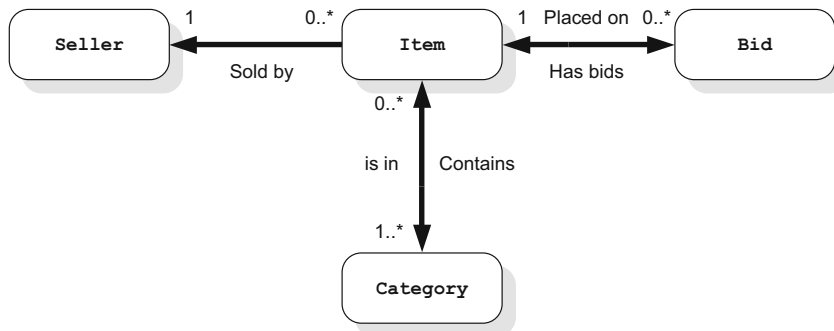 1 0..* 1 Placed on 0..*
Seller Item Bid
Sold by Has bids
0..*
is in Contains
1..*
Category